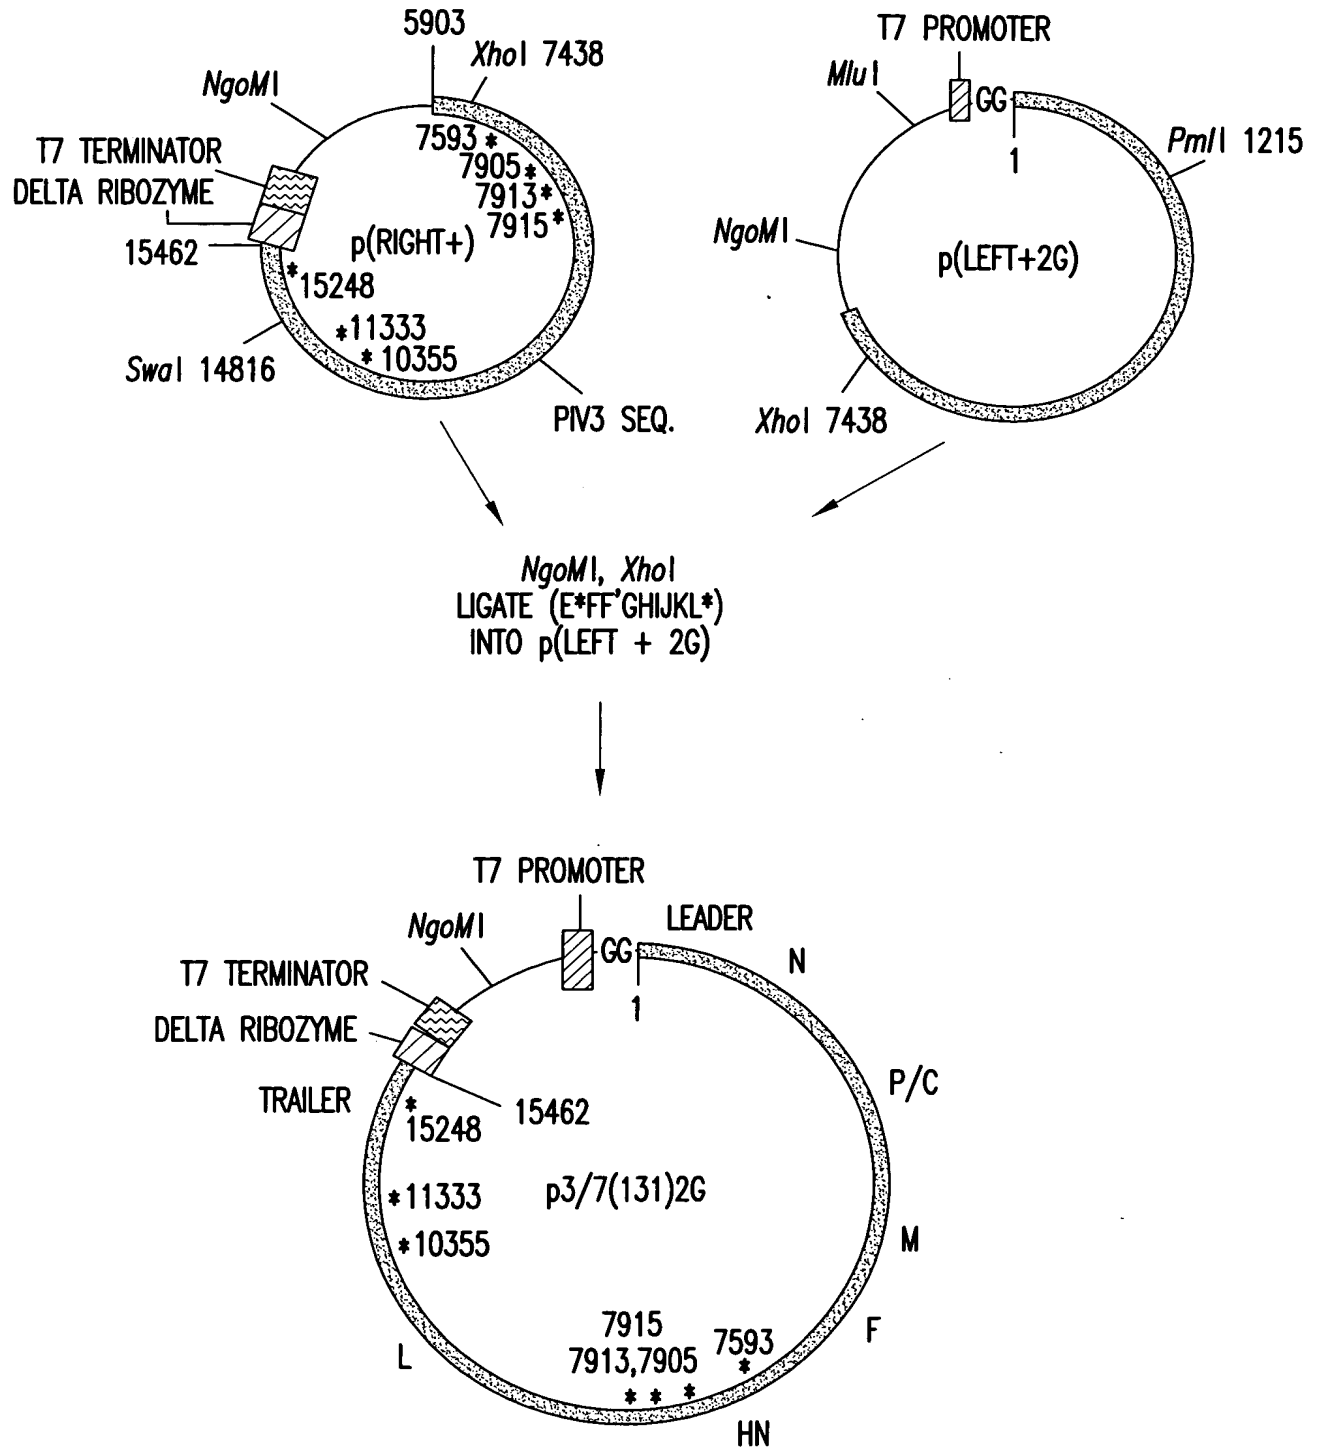 5903
XhoI 7438
NgoMI
T7 TERMINATOR
DELTA RIBOZYME
15462
7593 *
7905 *
7913 *
7915 *
p(RIGHT+)
* 15248
* 11333
* 10355
SwaI 14816
PIV3 SEQ.
T7 PROMOTER
MluI
GG
1
PmlI 1215
NgoMI
p(LEFT+2G)
XhoI 7438
NgoMI, XhoI
LIGATE (E*FF'GHIJKL*)
INTO p(LEFT + 2G)
T7 PROMOTER
LEADER
NgoMI
GG
N
T7 TERMINATOR
1
DELTA RIBOZYME
P/C
TRAILER
15462
* 15248
p3/7(131)2G
* 11333
M
* 10355
F
7915
7593
7913,7905
*
L
* * *
HN